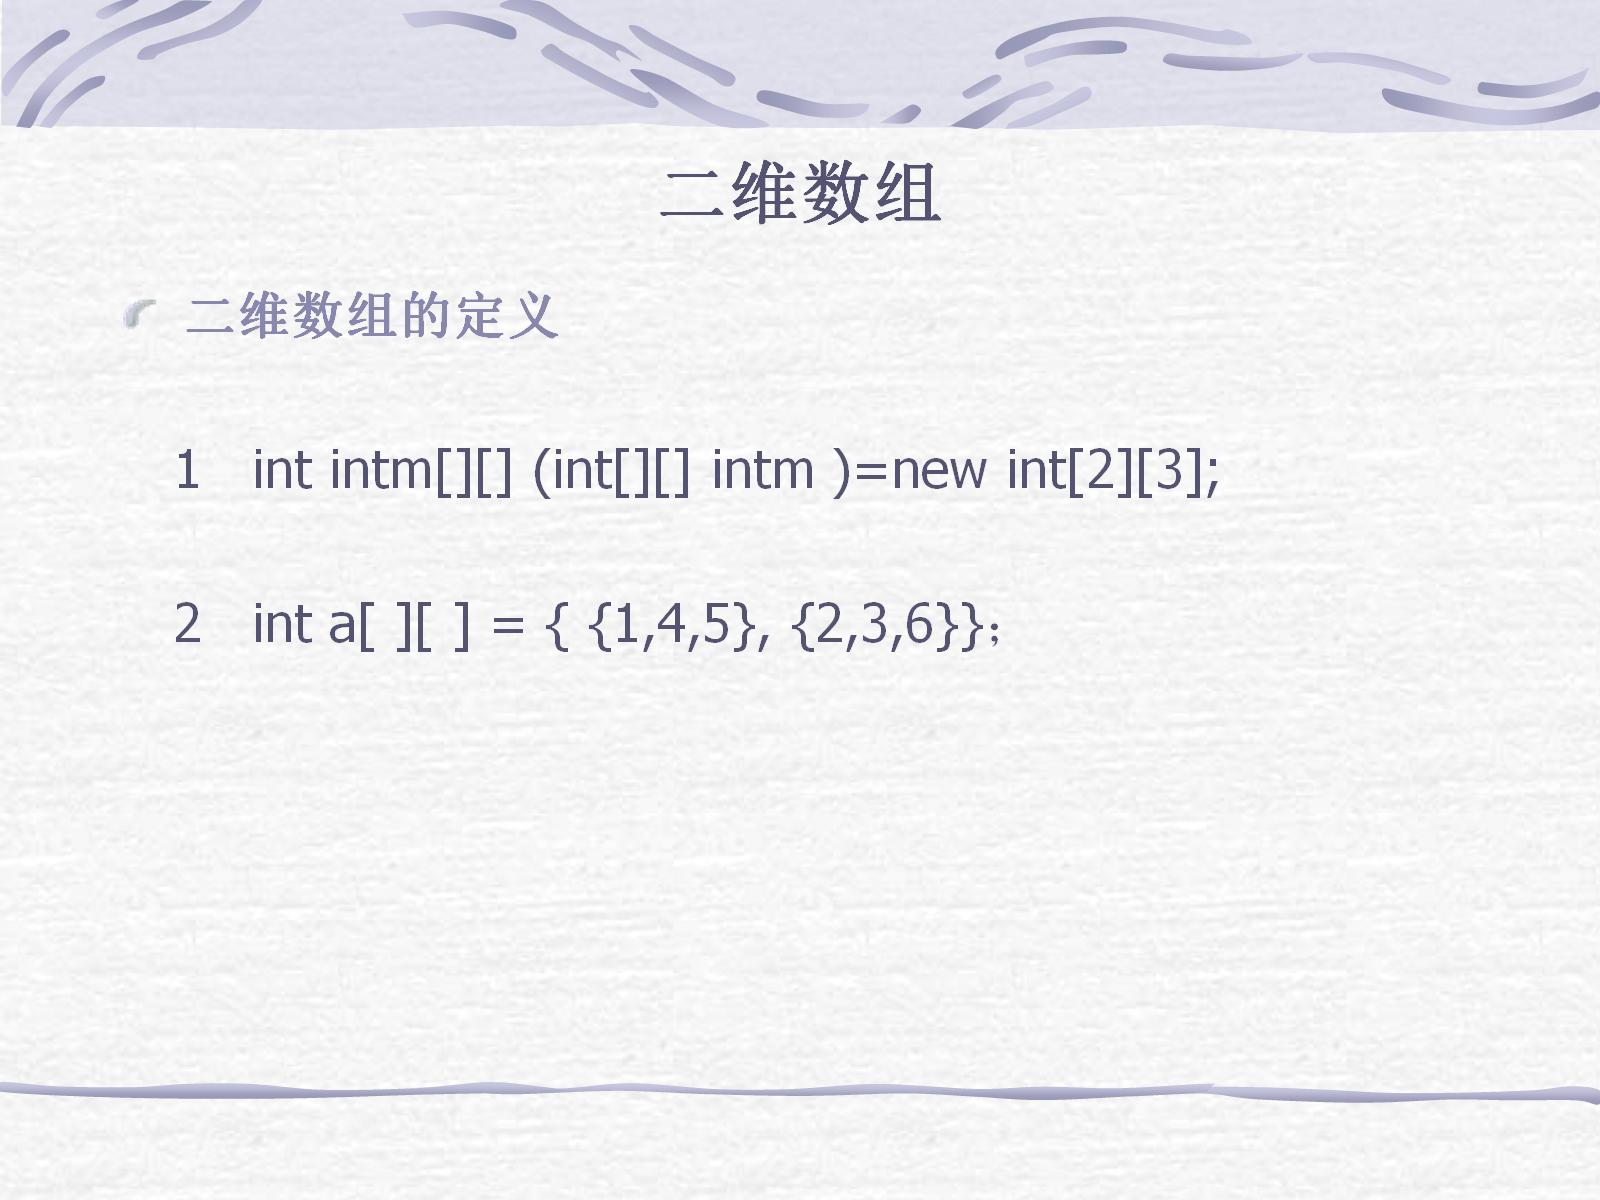 二维数组
二维数组的定义
1 int intm[][] (int[][] intm )=new int[2][3];
2 int a[ ][ ] = { {1,4,5}, {2,3,6}}；